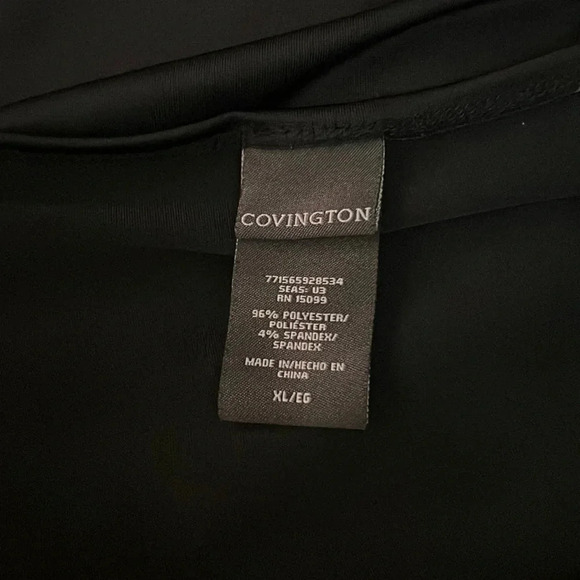 COVINGTON
771565928534
SEAS: U3
RN 15099
96% POLYESTER/
POLIÉSTER
4% SPANDEX/
SPANDEX
MADE IN/HECHO EN
CHINA
XL/EG